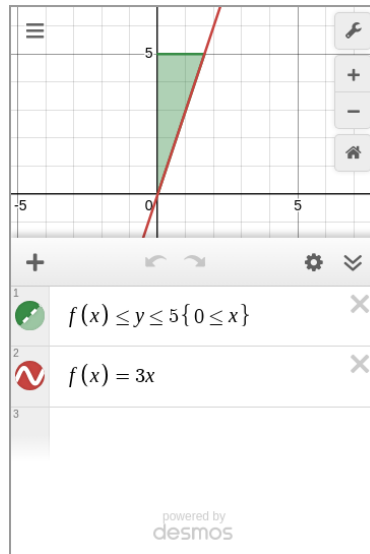 5
-5
0
5
1
f(x) ≤ y ≤ 5{0 ≤ x}
2
f(x) = 3x
3
powered by
desmos